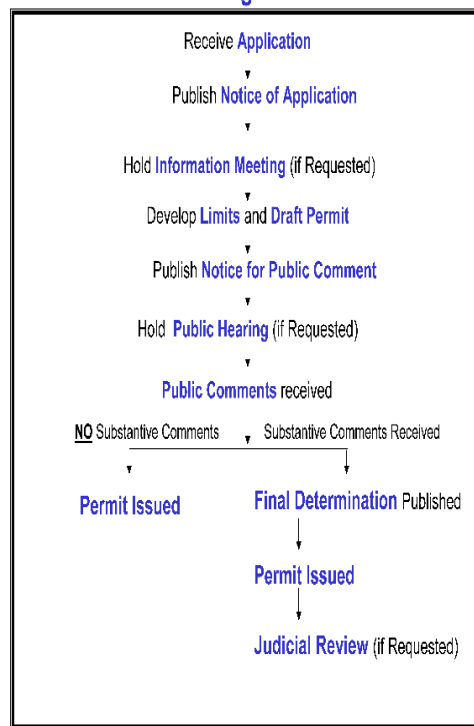 Receive Application
Publish Notice of Application
Hold Information Meeting (if Requested)
Develop Limits and Draft Permit
Publish Notice for Public Comment
Hold Public Hearing (if Requested)
Public Comments received
NO Substantive Comments Substantive Comments Received
Permit Issued Final Determination Published
Permit Issued
Judicial Review (if Requested)